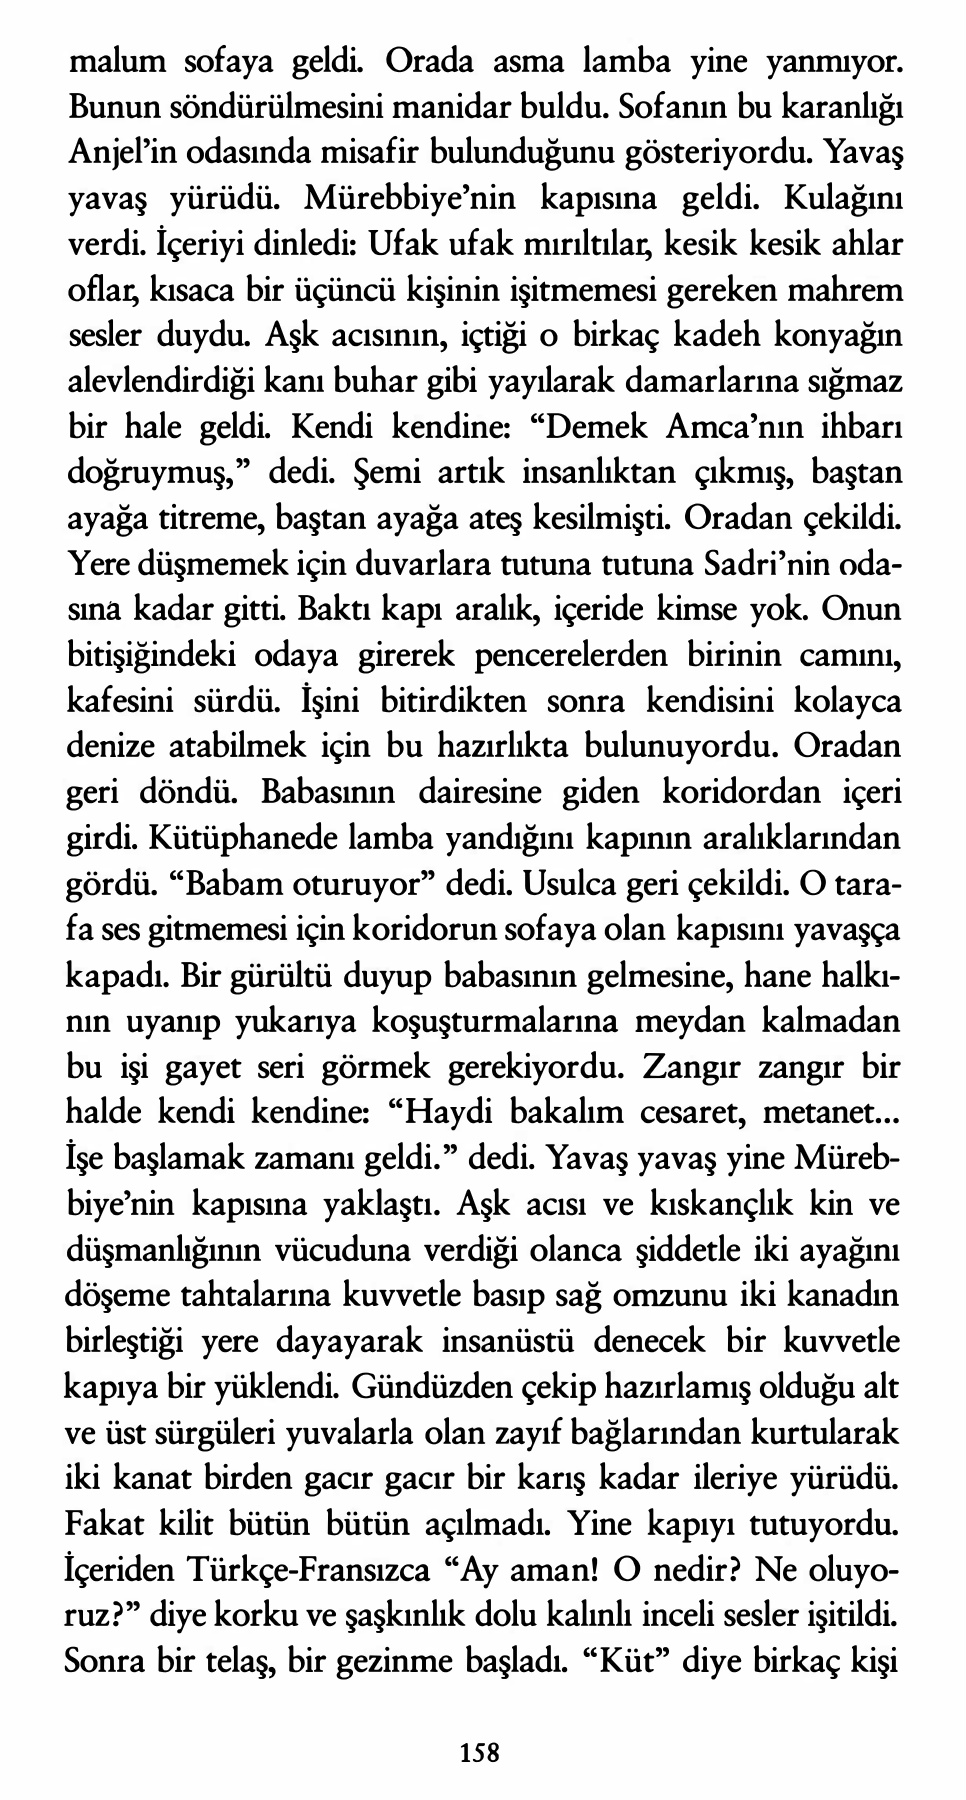 malum sofaya geldi. Orada asma lamba yine yanmıyor.
Bunun söndürülmesini manidar buldu. Sofanın bu karanlığı
Anjel’in odasında misafir bulunduğunu gösteriyordu. Yavaş
yavaş yürüdü. Mürebbiye’nin kapısına geldi. Kulağını
verdi. İçeriyi dinledi: Ufak ufak mırıltılar, kesik kesik ahlar
oflar, kısaca bir üçüncü kişinin işitmemesi gereken mahrem
sesler duydu. Aşk acısının, içtiği o birkaç kadeh konyağın
alevlendirdiği kanı buhar gibi yayılarak damarlarına sığmaz
bir hale geldi. Kendi kendine: “Demek Amca’nın ihbarı
doğruymuş,” dedi. Şemi artık insanlıktan çıkmış, baştan
ayağa titreme, baştan ayağa ateş kesilmişti. Oradan çekildi.
Yere düşmemek için duvarlara tutuna tutuna Sadri’nin oda-
sına kadar gitti. Baktı kapı aralık, içeride kimse yok. Onun
bitişiğindeki odaya girerek pencerelerden birinin camını,
kafesini sürdü. İşini bitirdikten sonra kendisini kolayca
denize atabilmek için bu hazırlıkta bulunuyordu. Oradan
geri döndü. Babasının dairesine giden koridordan içeri
girdi. Kütüphanede lamba yandığını kapının aralıklarından
gördü. “Babam oturuyor” dedi. Usulca geri çekildi. O tara-
fa ses gitmemesi için koridorun sofaya olan kapısını yavaşça
kapadı. Bir gürültü duyup babasının gelmesine, hane halkı-
nın uyanıp yukarıya koşuşturmalarına meydan kalmadan
bu işi gayet seri görmek gerekiyordu. Zangır zangır bir
halde kendi kendine: “Haydi bakalım cesaret, metanet...
İşe başlamak zamanı geldi.” dedi. Yavaş yavaş yine Müreb-
biye’nin kapısına yaklaştı. Aşk acısı ve kıskançlık kin ve
düşmanlığının vücuduna verdiği olanca şiddetle iki ayağını
döşeme tahtalarına kuvvetle basıp sağ omzunu iki kanadın
birleştiği yere dayayarak insanüstü denecek bir kuvvetle
kapıya bir yüklendi. Gündüzden çekip hazırlamış olduğu alt
ve üst sürgüleri yuvalarla olan zayıf bağlarından kurtularak
iki kanat birden gacır gacır bir karış kadar ileriye yürüdü.
Fakat kilit bütün bütün açılmadı. Yine kapıyı tutuyordu.
İçeriden Türkçe-Fransızca “Ay aman! O nedir? Ne oluyo-
ruz?” diye korku ve şaşkınlık dolu kalınlı inceli sesler işitildi.
Sonra bir telaş, bir gezinme başladı. “Küt” diye birkaç kişi
158